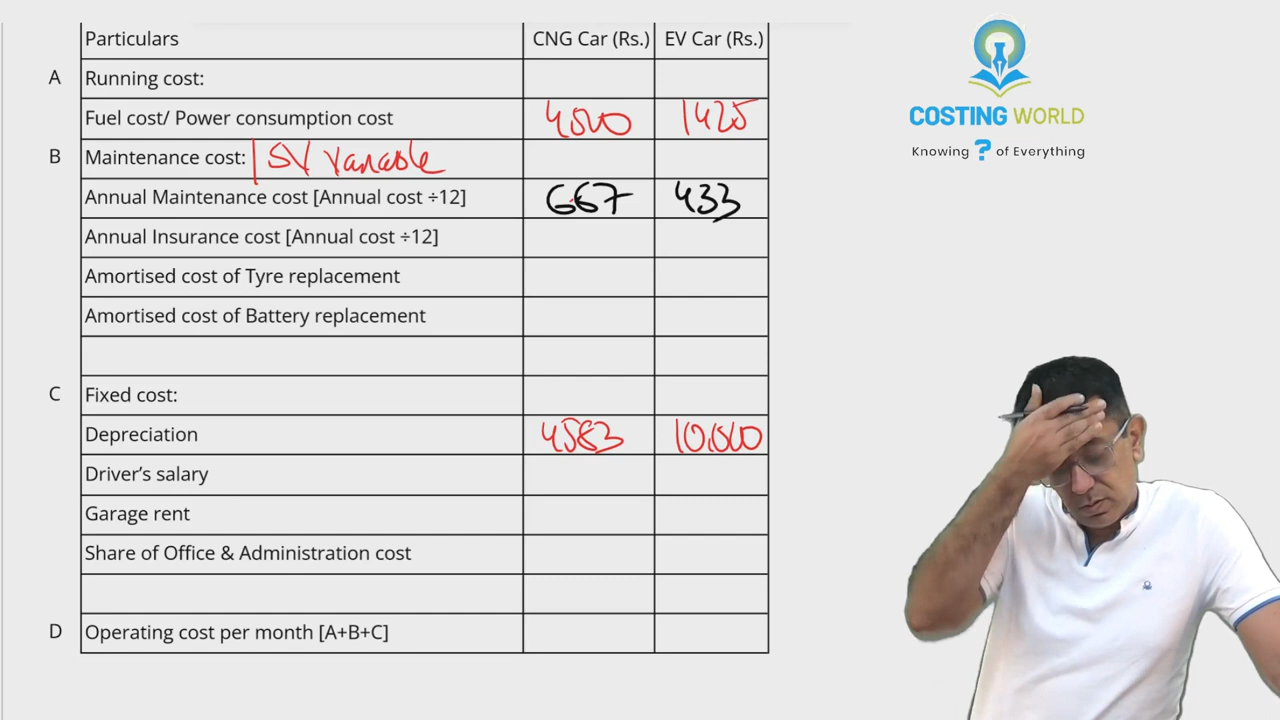 Particulars CNG Car (Rs.) EV Car (Rs.)
A Running cost:
Fuel cost/ Power consumption cost 4500 1425
B Maintenance cost: SV Variable
Annual Maintenance cost [Annual cost ÷12] 667 433
Annual Insurance cost [Annual cost ÷12]
Amortised cost of Tyre replacement
Amortised cost of Battery replacement
C Fixed cost:
Depreciation 4583 10,000
Driver’s salary
Garage rent
Share of Office & Administration cost
D Operating cost per month [A+B+C]
COSTING WORLD
Knowing ? of Everything